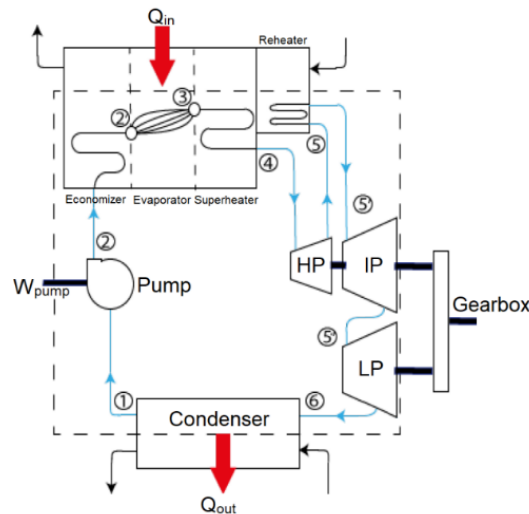 Qin
Reheater
③
②'
⑤
④
Economizer
Evaporator
Superheater
⑤'
②
HP
IP
Wpump
Pump
Gearbox
⑤'
LP
①
Condenser
⑥
Qout